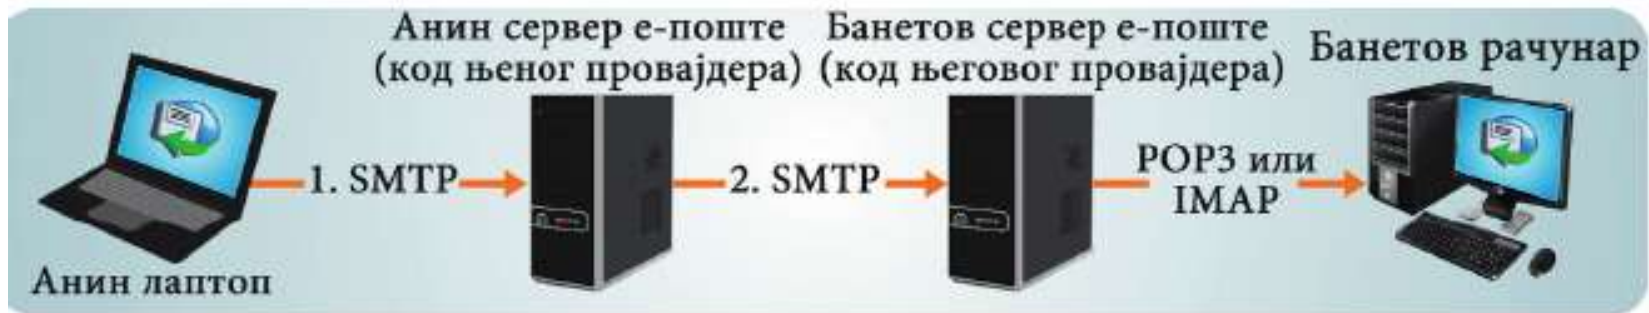 Анин сервер е-поште
(код њеног провајдера)
Банетов сервер е-поште
(код његовог провајдера)
Банетов рачунар
1. SMTP
2. SMTP
POP3 или
IMAP
Анин лаптоп